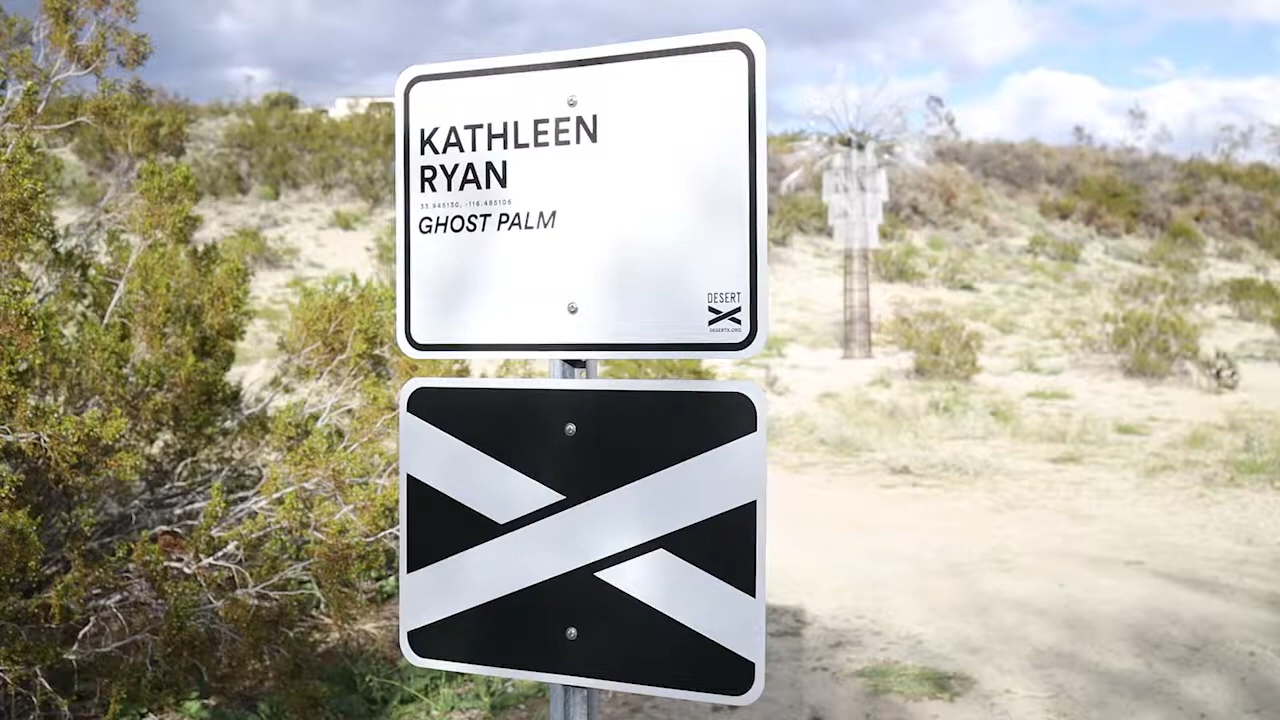 KATHLEEN
RYAN
33.945130, -116.485106
GHOST PALM
DESERT
DESERTX.ORG